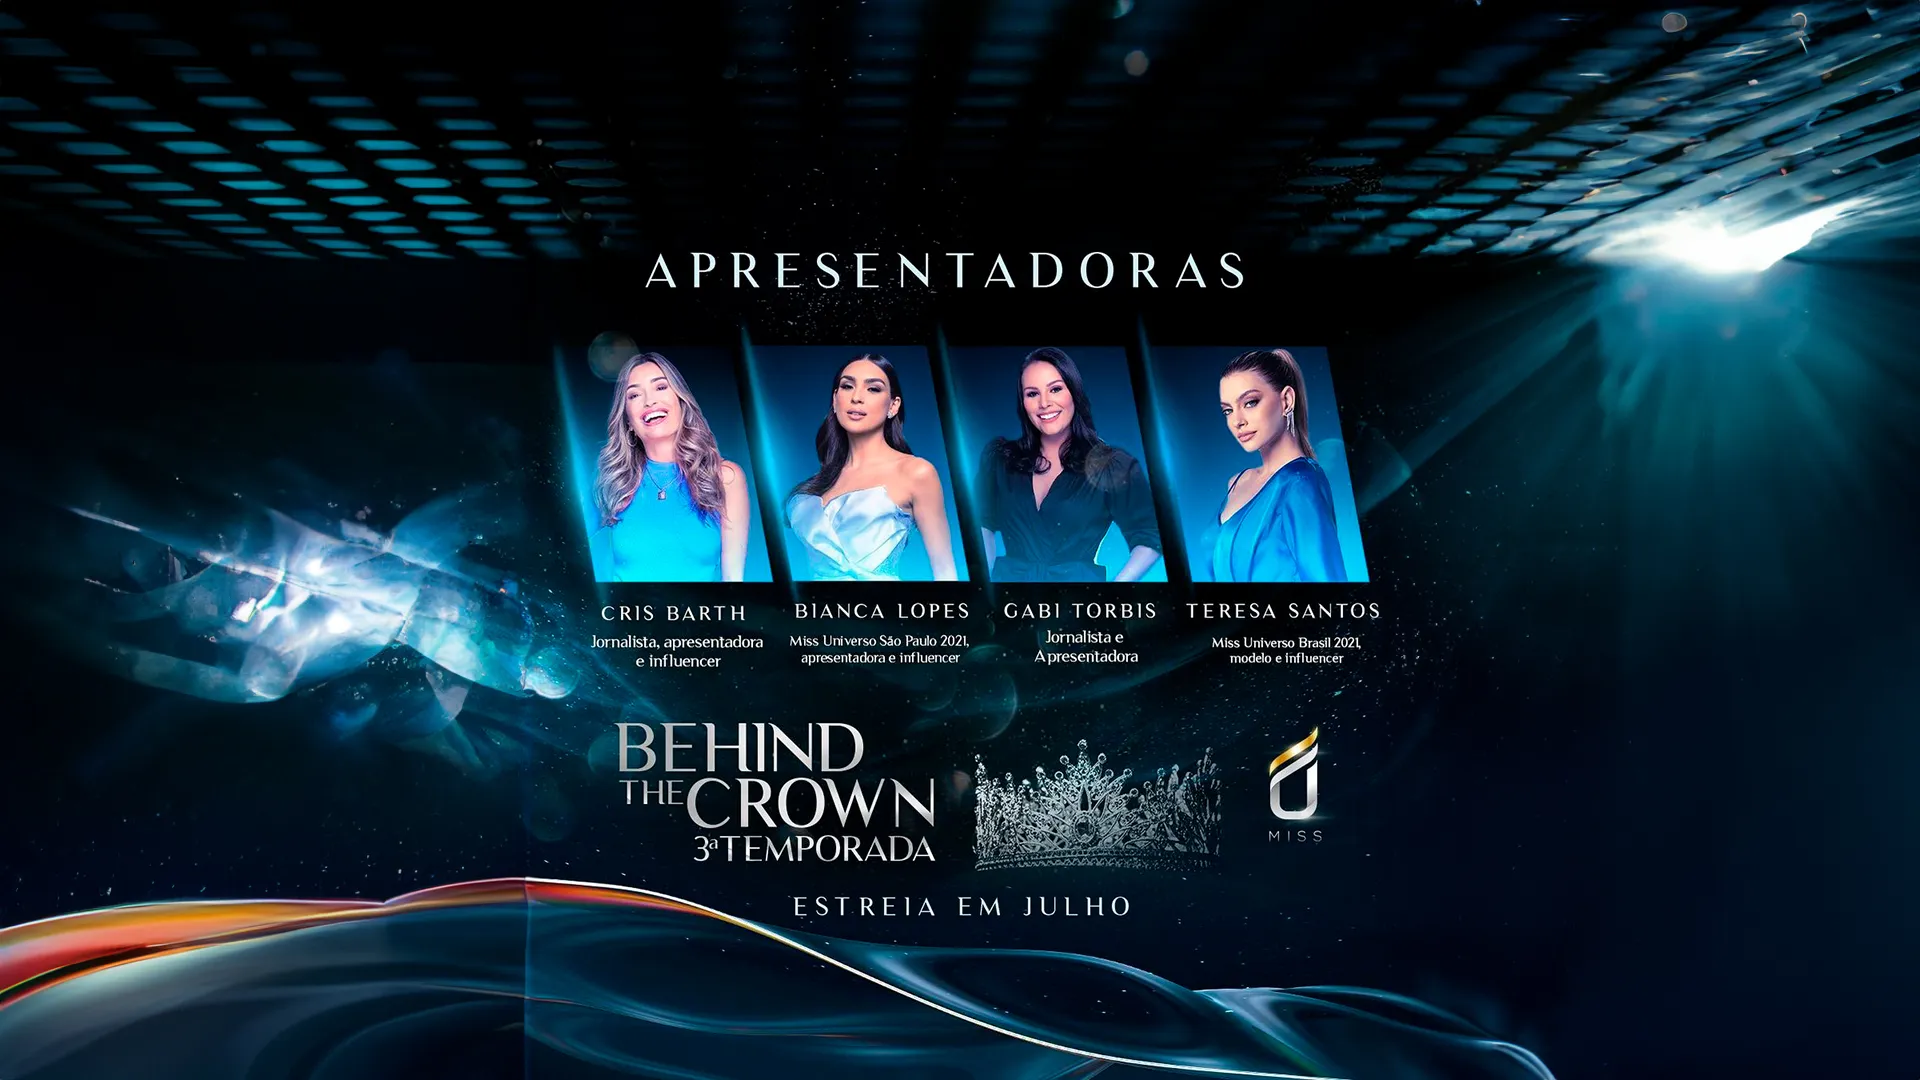 APRESENTADORAS
CRIS BARTH
Jornalista, apresentadora
e influencer
BIANCA LOPES
Miss Universo São Paulo 2021,
apresentadora e influencer
GABI TORBIS
Jornalista e
Apresentadora
TERESA SANTOS
Miss Universo Brasil 2021,
modelo e influencer
BEHIND
THE CROWN
3ª TEMPORADA
MISS
ESTREIA EM JULHO